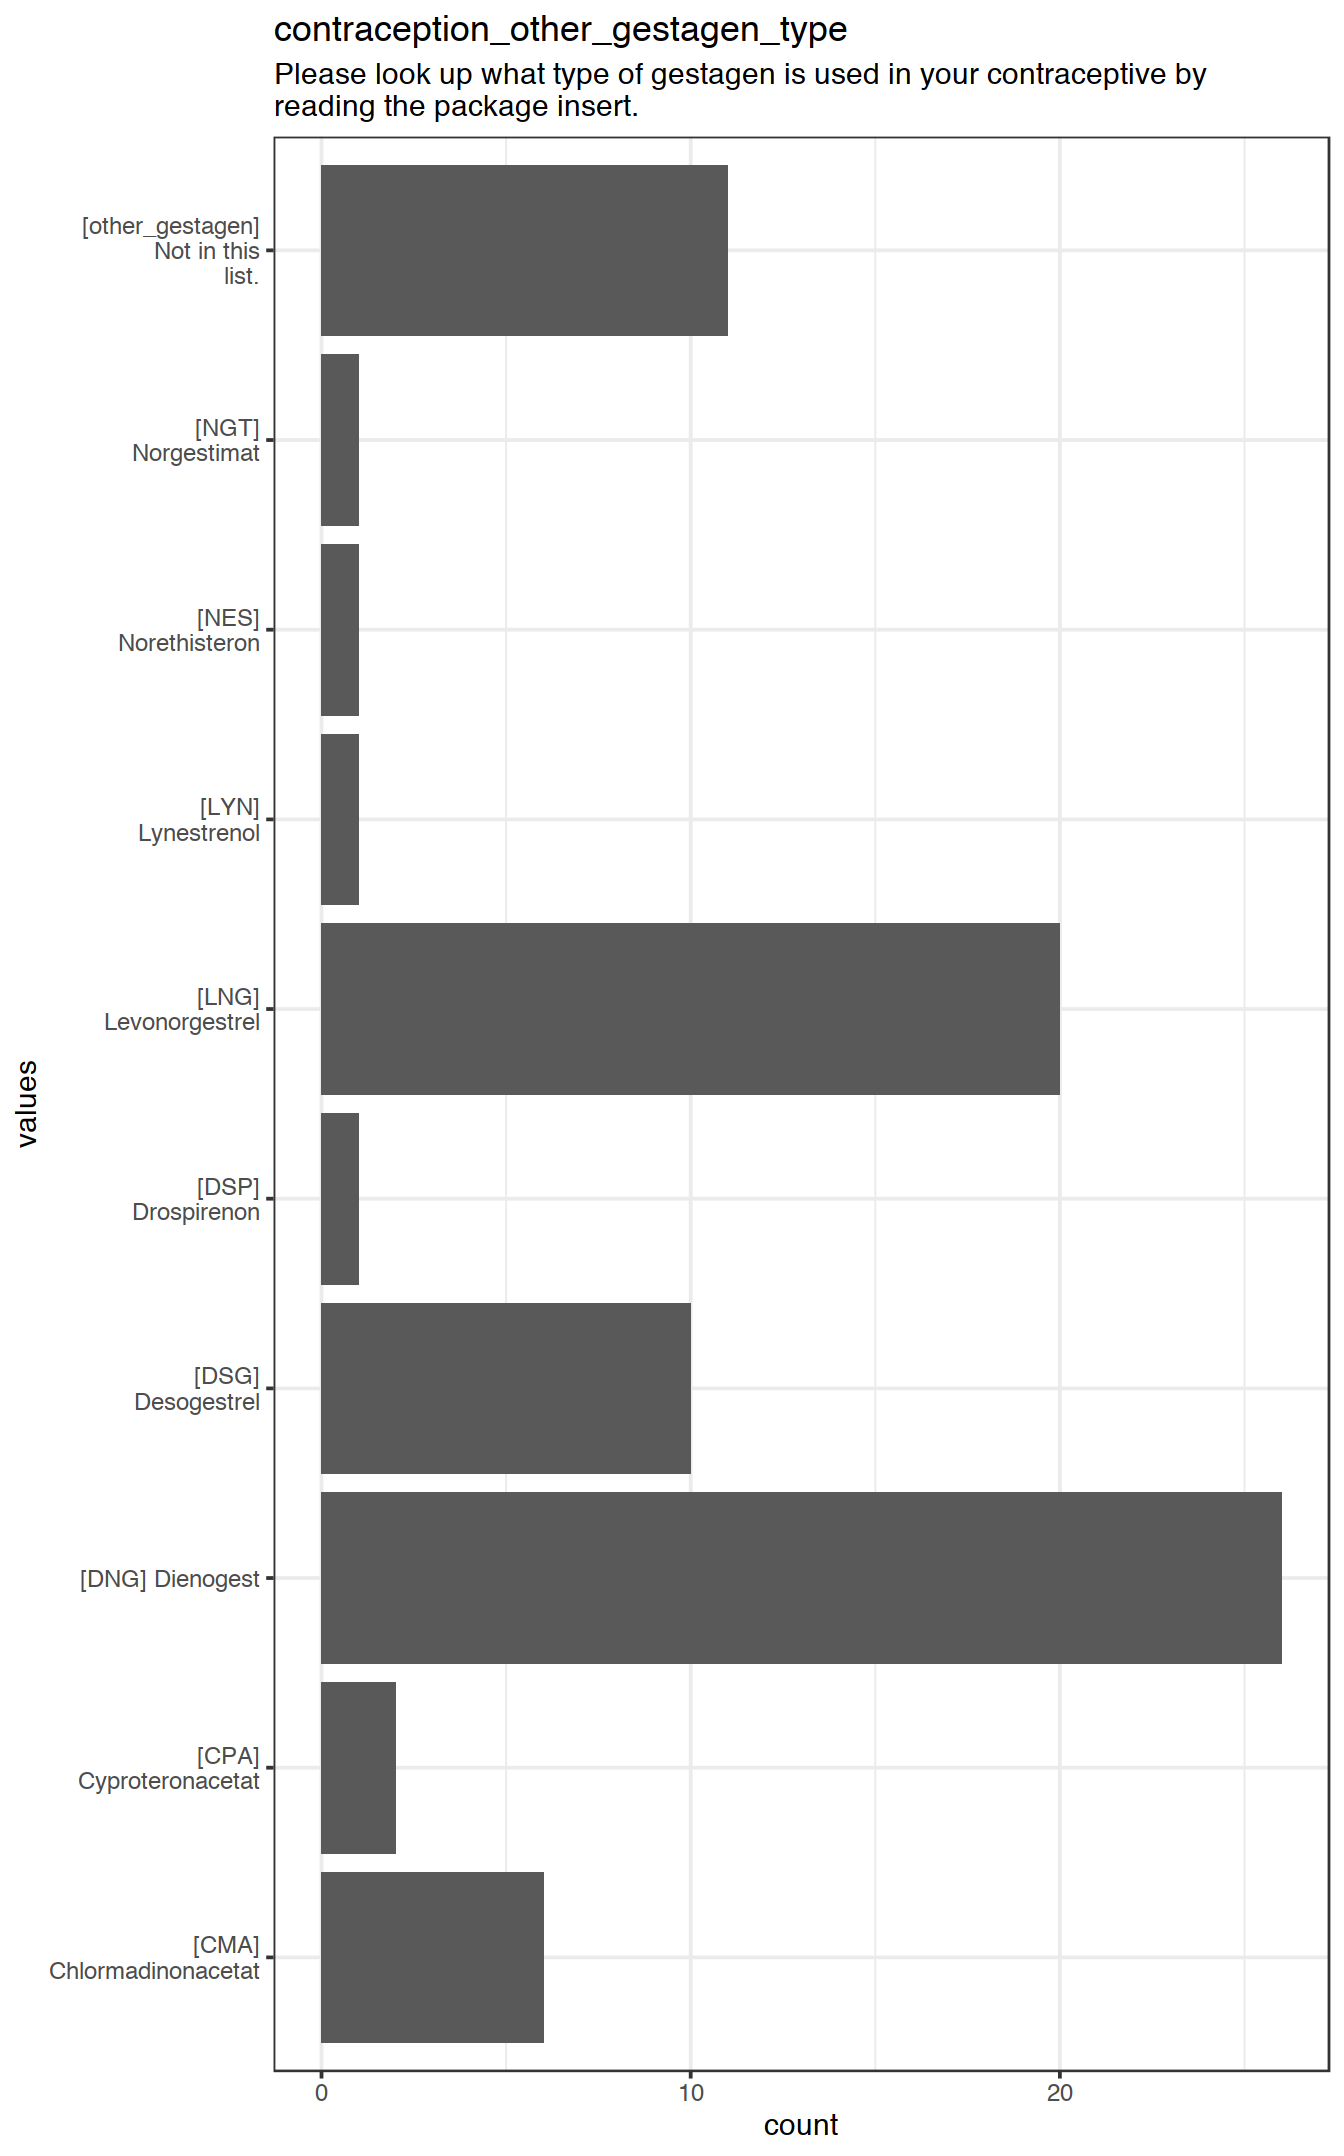 contraception_other_gestagen_type
Please look up what type of gestagen is used in your contraceptive by
reading the package insert.
[other_gestagen]
Not in this
list.
[NGT]
Norgestimat
[NES]
Norethisteron
[LYN]
Lynestrenol
[LNG]
Levonorgestrel
[DSP]
Drospirenon
[DSG]
Desogestrel
[DNG] Dienogest
[CPA]
Cyproteronacetat
[CMA]
Chlormadinonacetat
values
0 10 20
count